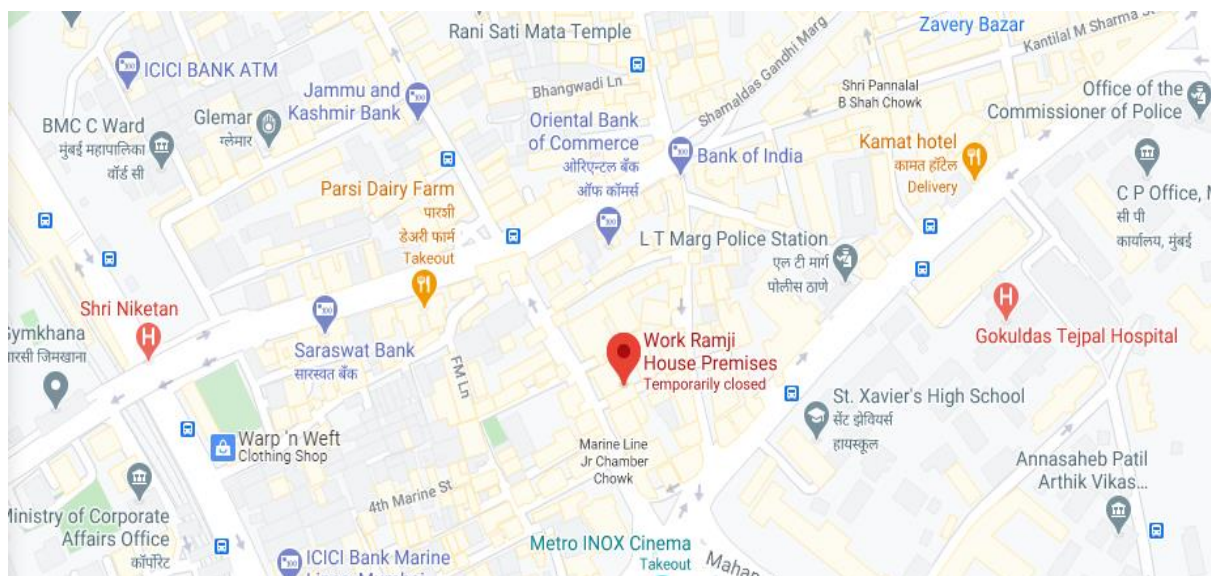 Rani Sati Mata Temple
Zavery Bazar
Kantilal M Sharma
ICICI BANK ATM
Jammu and
Kashmir Bank
Bhangwadi Ln
Shamaldas Gandhi Marg
Shri Pannalal
B Shah Chowk
Office of the
Commissioner of Police
BMC C Ward
मुंबई महापालिका
वॉर्ड सी
Glemar
ग्लेमार
Oriental Bank
of Commerce
ओरिएन्टल बँक
ऑफ कॉमर्स
Bank of India
Kamat hotel
कामत हॉटेल
Delivery
C P Office,
सी पी
कार्यालय, मुंबई
Parsi Dairy Farm
पारशी
डेअरी फार्म
Takeout
L T Marg Police Station
एल टी मार्ग
पोलीस ठाणे
Shri Niketan
Gymkhana
जिमखाना
Saraswat Bank
सारस्वत बँक
FM Ln
Work Ramji
House Premises
Temporarily closed
Gokuldas Tejpal Hospital
St. Xavier's High School
सेंट झेवियर्स
हायस्कूल
Warp 'n Weft
Clothing Shop
Marine Line
Jr Chamber
Chowk
4th Marine St
Annasaheb Patil
Arthik Vikas...
Ministry of Corporate
Affairs Office
कॉर्पोरेट
ICICI Bank Marine
Metro INOX Cinema
Takeout